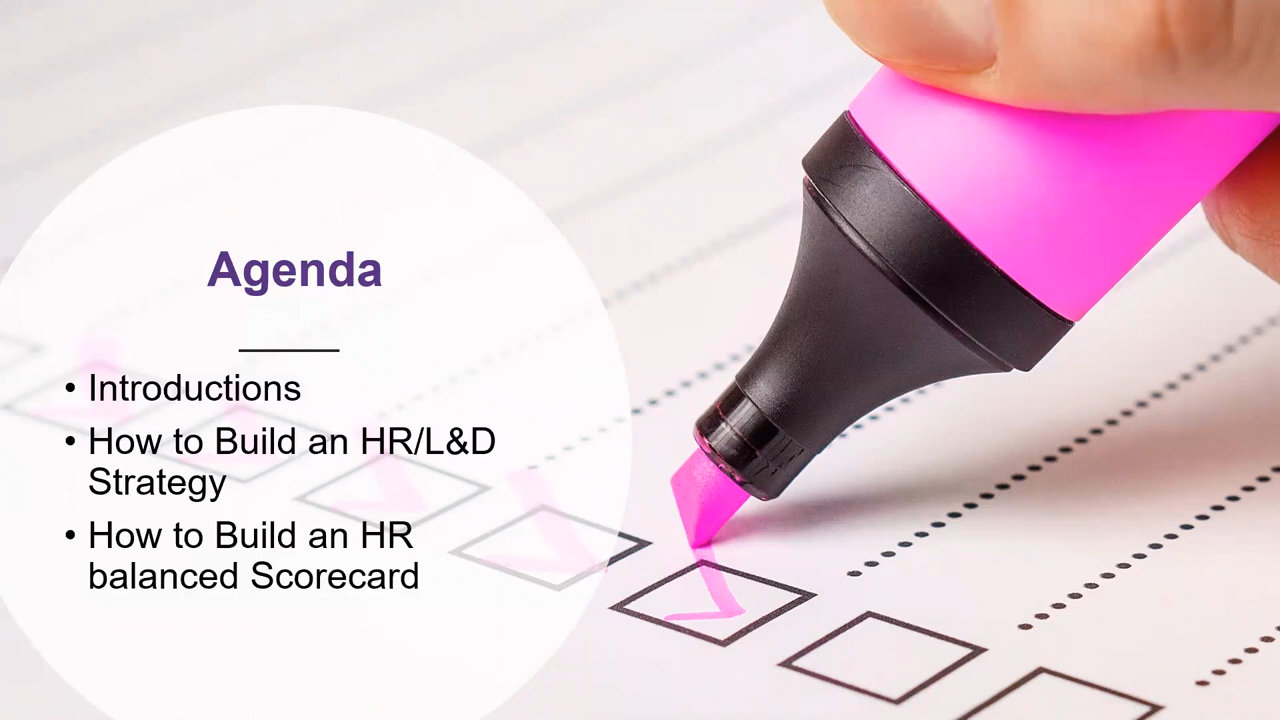 Agenda
• Introductions
• How to Build an HR/L&D
Strategy
• How to Build an HR
balanced Scorecard